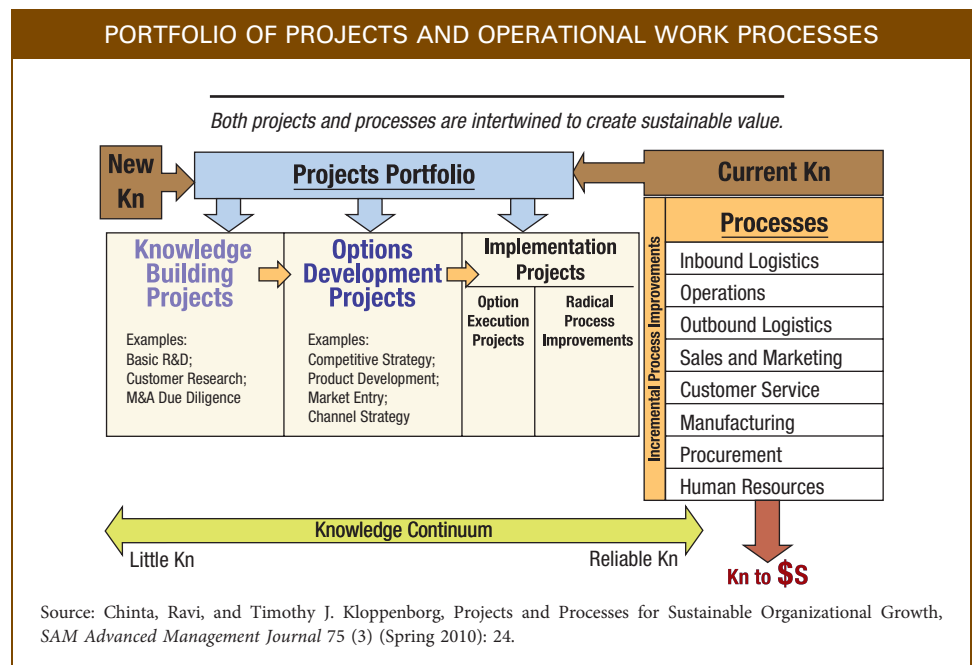 PORTFOLIO OF PROJECTS AND OPERATIONAL WORK PROCESSES
Both projects and processes are intertwined to create sustainable value.
New
Kn
Projects Portfolio
Current Kn
Knowledge
Building
Projects
Examples:
Basic R&D;
Customer Research;
M&A Due Diligence
Options
Development
Projects
Examples:
Competitive Strategy;
Product Development;
Market Entry;
Channel Strategy
Implementation
Projects
Option
Execution
Projects
Radical
Process
Improvements
Incremental Process Improvements
Processes
Inbound Logistics
Operations
Outbound Logistics
Sales and Marketing
Customer Service
Manufacturing
Procurement
Human Resources
Knowledge Continuum
Little Kn
Reliable Kn
Kn to $s
Source: Chinta, Ravi, and Timothy J. Kloppenborg, Projects and Processes for Sustainable Organizational Growth,
SAM Advanced Management Journal 75 (3) (Spring 2010): 24.